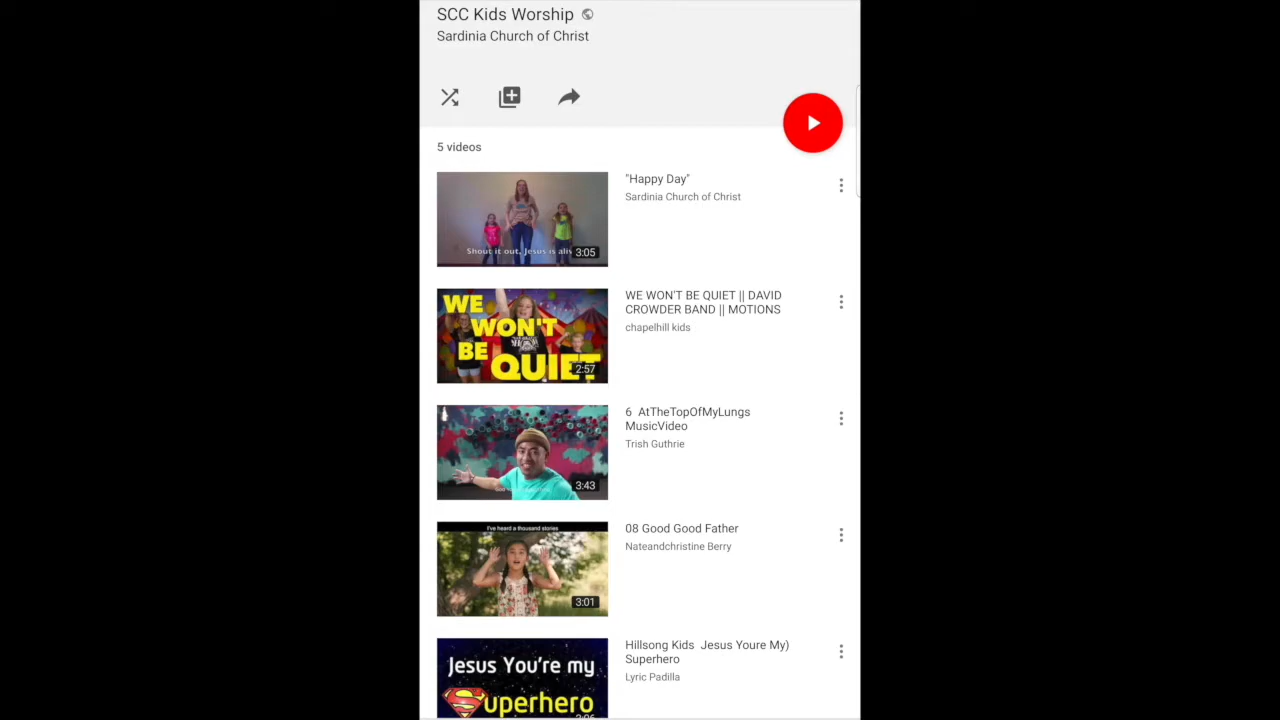 SCC Kids Worship
Sardinia Church of Christ
5 videos
"Happy Day"
Sardinia Church of Christ
Shout it out, Jesus is aliv
3:05
WE WON'T BE QUIET || DAVID
CROWDER BAND || MOTIONS
chapelhill kids
WE
WON'T
BE
QUIET
2:57
6 AtTheTopOfMyLungs
MusicVideo
Trish Guthrie
3:43
08 Good Good Father
Nateandchristine Berry
I've heard a thousand stories
3:01
Hillsong Kids Jesus Youre My)
Superhero
Lyric Padilla
Jesus You're my
Superhero